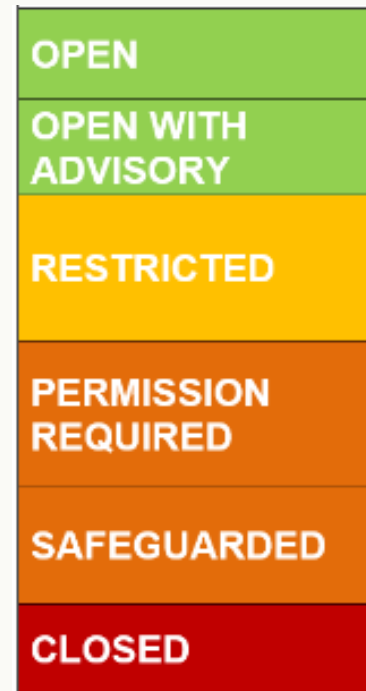 OPEN
OPEN WITH
ADVISORY
RESTRICTED
PERMISSION
REQUIRED
SAFEGUARDED
CLOSED